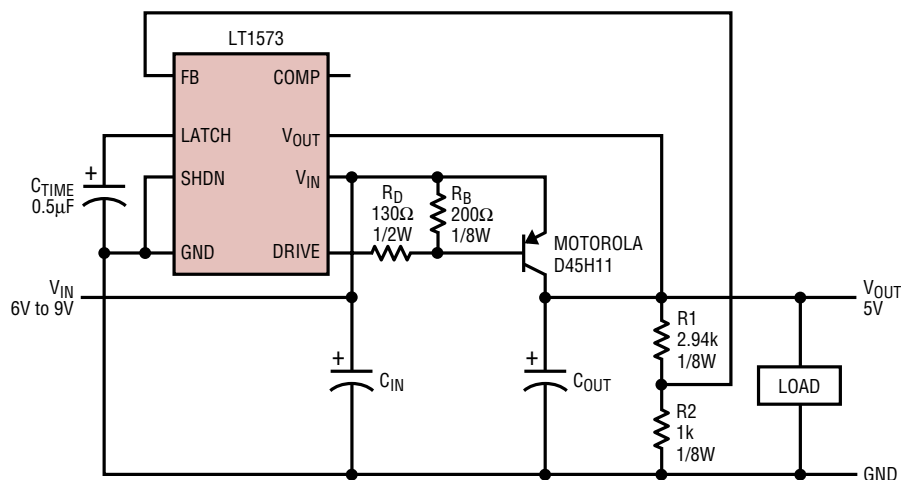 LT1573
FB
COMP
LATCH
VOUT
SHDN
VIN
GND
DRIVE
+
CTIME
0.5µF
RD
130Ω
1/2W
RB
200Ω
1/8W
MOTOROLA
D45H11
VIN
6V to 9V
VOUT
5V
+
CIN
+
COUT
R1
2.94k
1/8W
R2
1k
1/8W
LOAD
GND